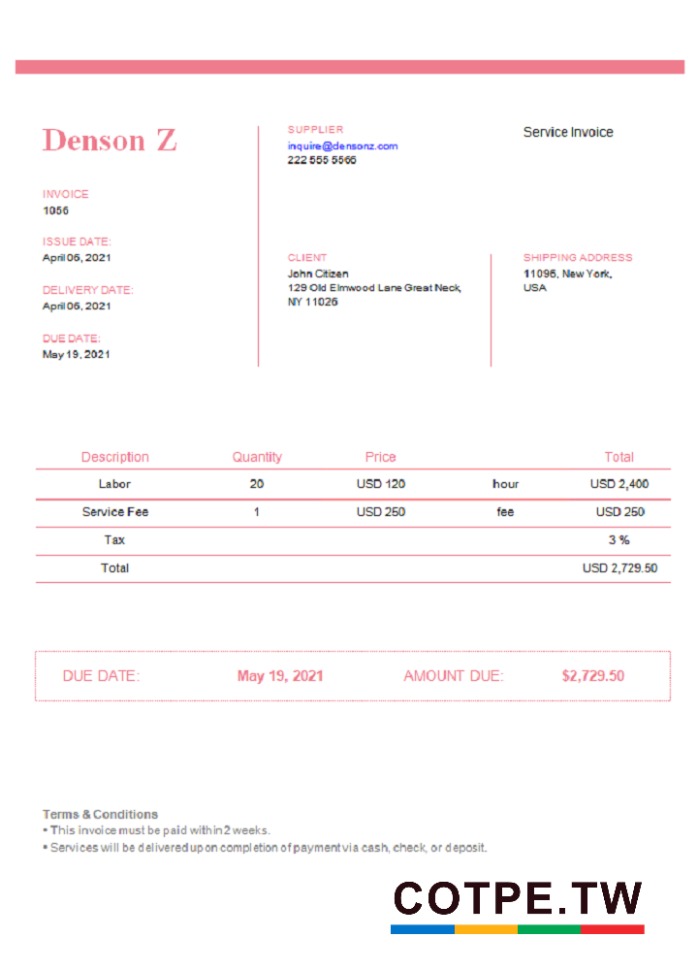 Denson Z
INVOICE
1056
ISSUE DATE:
April 06, 2021
DELIVERY DATE:
April 06, 2021
DUE DATE:
May 19, 2021
SUPPLIER
inquire@densonz.com
222 555 5565
Service Invoice
CLIENT
John Citizen
129 Old Elmwood Lane Great Neck,
NY 11026
SHIPPING ADDRESS
11095, New York,
USA
Description Quantity Price Total
Labor 20 USD 120 hour USD 2,400
Service Fee 1 USD 250 fee USD 250
Tax 3 %
Total USD 2,729.50
DUE DATE: May 19, 2021 AMOUNT DUE: $2,729.50
Terms & Conditions
• This invoice must be paid within 2 weeks.
• Services will be delivered upon completion of payment via cash, check, or deposit.
COTPE.TW